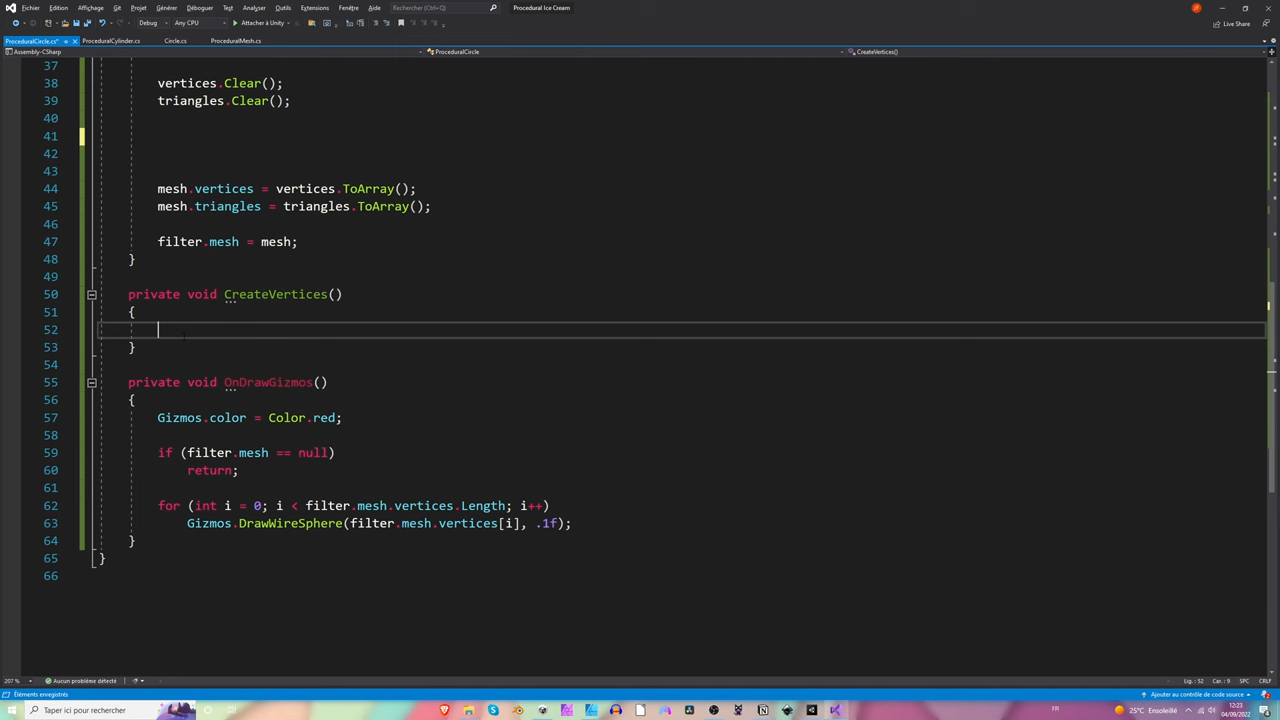 Fichier Édition Affichage Git Projet Générer Déboguer Test Analyser Outils Extensions Fenêtre Aide Rechercher (Ctrl+Q) Procedural Ice Cream
Debug Any CPU Attacher à Unity Live Share
ProceduralCircle.cs* ProceduralCylinder.cs Circle.cs ProceduralMesh.cs
Assembly-CSharp ProceduralCircle CreateVertices()
37
38 vertices.Clear();
39 triangles.Clear();
40
41
42
43
44 mesh.vertices = vertices.ToArray();
45 mesh.triangles = triangles.ToArray();
46
47 filter.mesh = mesh;
48 }
49
50 private void CreateVertices()
51 {
52
53 }
54
55 private void OnDrawGizmos()
56 {
57 Gizmos.color = Color.red;
58
59 if (filter.mesh == null)
60 return;
61
62 for (int i = 0; i < filter.mesh.vertices.Length; i++)
63 Gizmos.DrawWireSphere(filter.mesh.vertices[i], .1f);
64 }
65 }
66
207 % Aucun problème détecté Lig.: 52 Car.: 9 SPC CRLF
Éléments enregistrés Ajouter au contrôle de code source
Taper ici pour rechercher FR 25°C Ensoleillé 12:23
04/09/2022